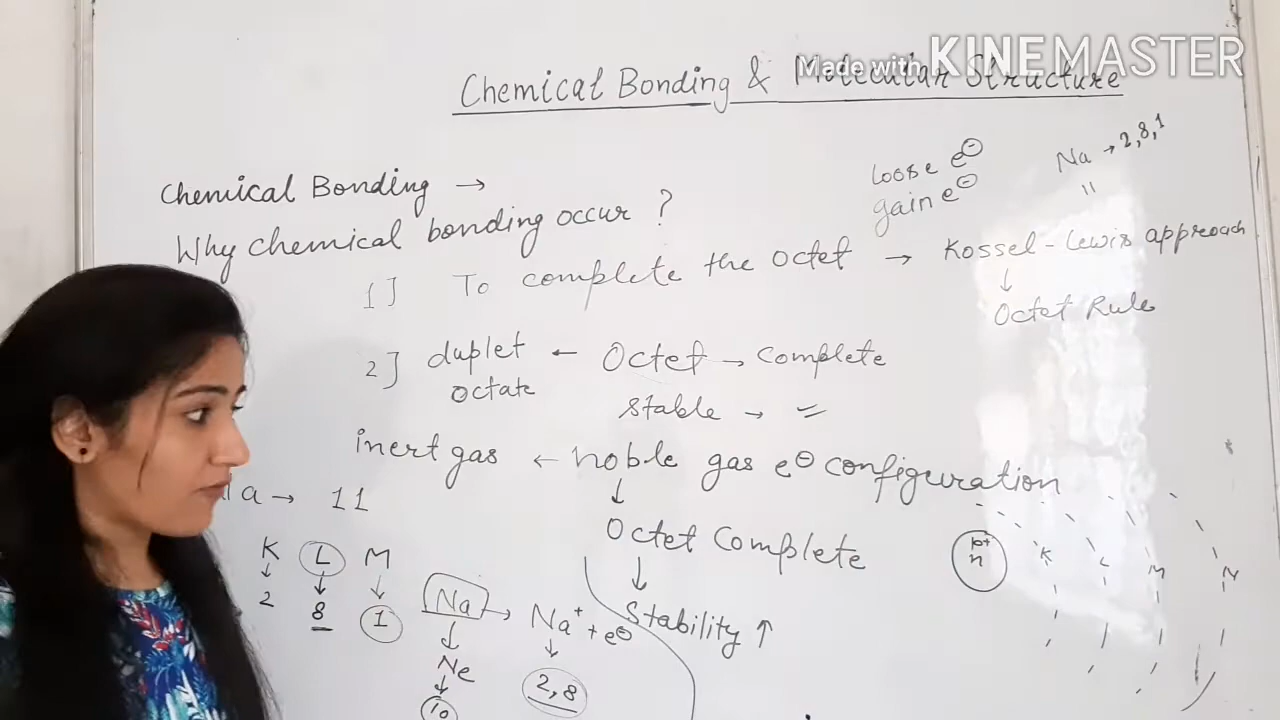 Made with KINEMASTER
Chemical Bonding & Molecular Structure
Chemical Bonding →
loose e⊖
gain e⊖
Na → 2,8,1
"
Why chemical bonding occur ?
1] To complete the octet → Kossel-Lewis approach
↓
Octet Rule
2] duplet ← Octet → Complete
octate
stable →
inert gas ← noble gas e⊖ configuration
↓
Octet Complete
↓
Stability ↑
a → 11
K L M
↓ ↓ ↓
2 8 1
Na → Na⁺ + e⊖
↓ ↓
Ne 2,8
↓
10
n K L M N